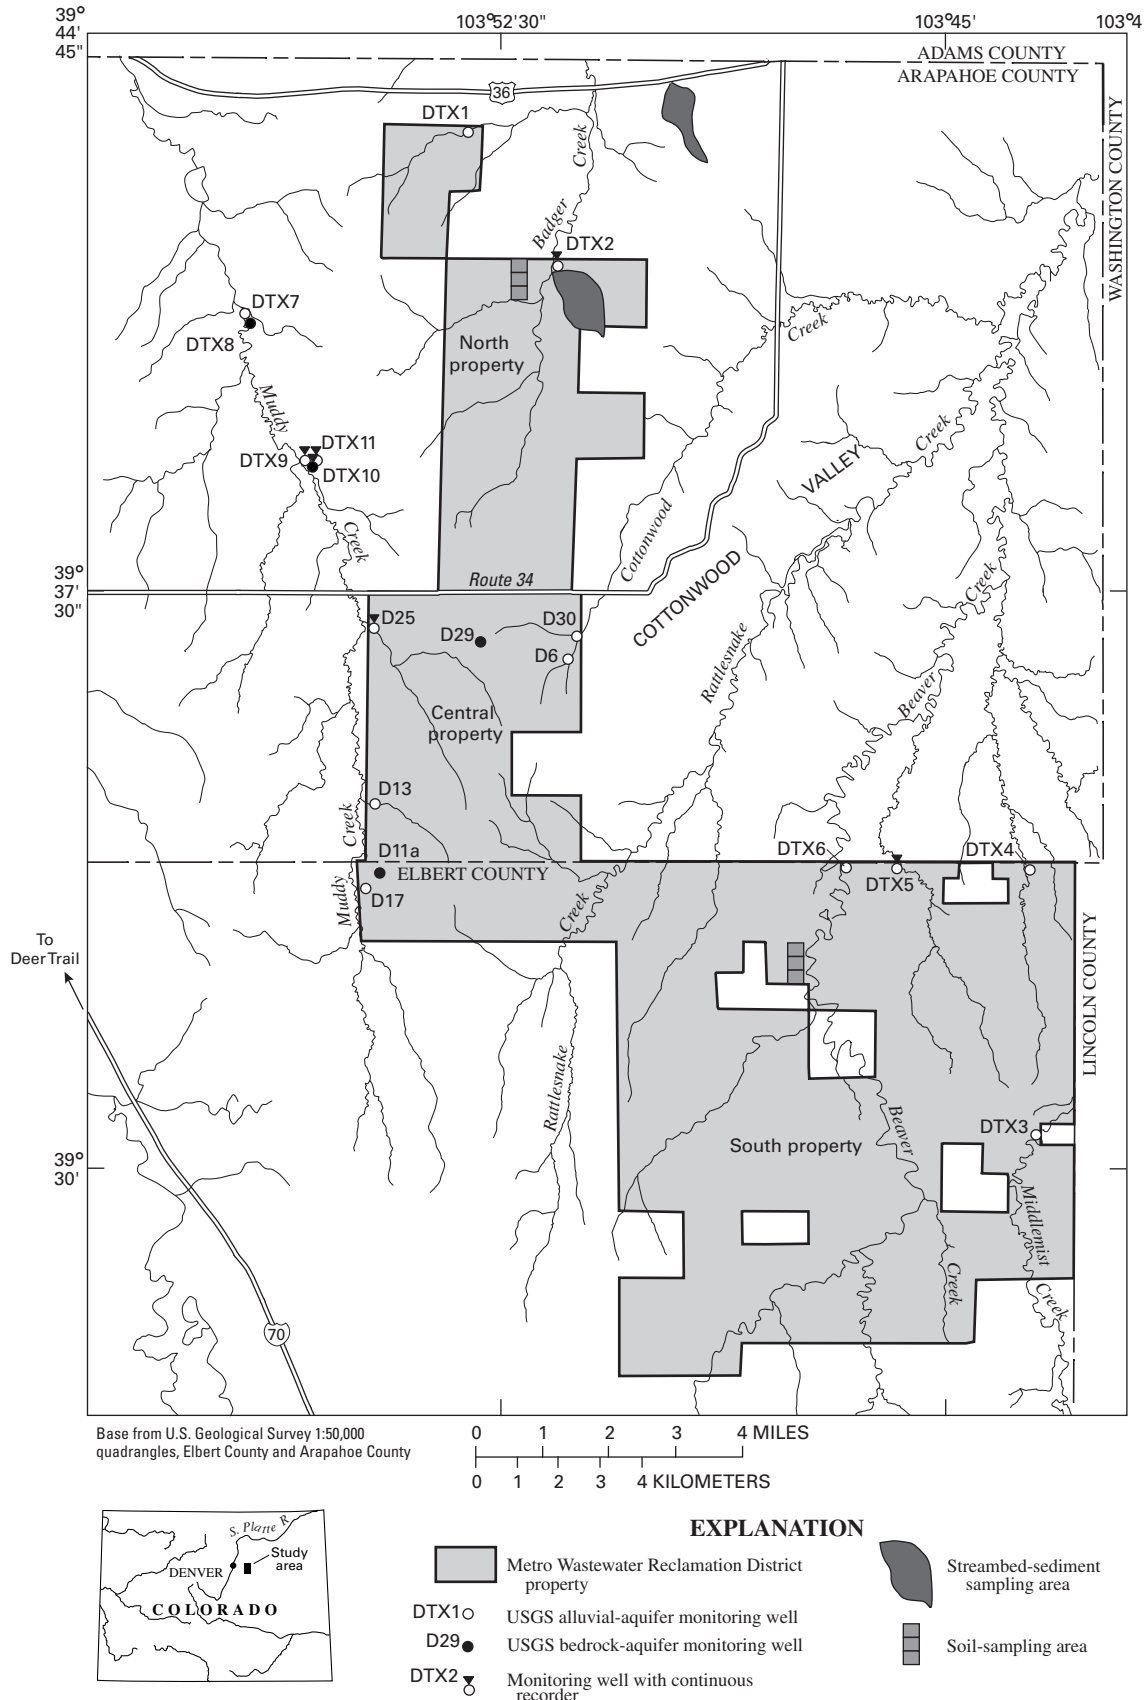 39°
44'
45"
103°52'30"
103°45'
103°4
ADAMS COUNTY
ARAPAHOE COUNTY
WASHINGTON COUNTY
36
DTX1
Badger
Creek
DTX2
DTX7
DTX8
North
property
Creek
Muddy
Creek
DTX11
DTX9
DTX10
VALLEY
Creek
Cottonwood
COTTONWOOD
39°
37'
30"
Route 34
Creek
D25
D29
D30
D6
Rattlesnake
Beaver
Central
property
D13
Creek
D11a
ELBERT COUNTY
D17
Muddy
Creek
DTX6
DTX5
DTX4
To
Deer Trail
LINCOLN COUNTY
Rattlesnake
Beaver
DTX3
South property
39°
30'
Middlemist
Creek
Creek
70
Base from U.S. Geological Survey 1:50,000
quadrangles, Elbert County and Arapahoe County
0 1 2 3 4 MILES
0 1 2 3 4 KILOMETERS
S. Platte R
Study
area
DENVER
COLORADO
EXPLANATION
Metro Wastewater Reclamation District
property
DTX1
USGS alluvial-aquifer monitoring well
D29
USGS bedrock-aquifer monitoring well
DTX2
Monitoring well with continuous
recorder
Streambed-sediment
sampling area
Soil-sampling area